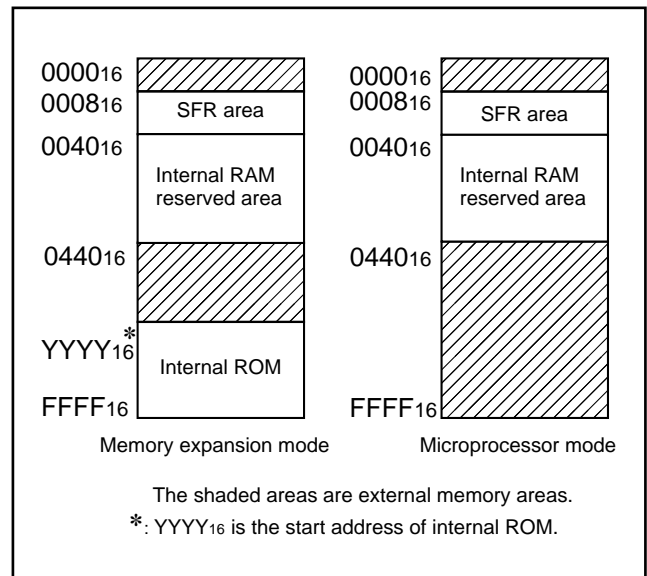 0000₁₆
0008₁₆
SFR area
0040₁₆
Internal RAM
reserved area
0440₁₆
YYYY₁₆*
Internal ROM
FFFF₁₆
Memory expansion mode
0000₁₆
0008₁₆
SFR area
0040₁₆
Internal RAM
reserved area
0440₁₆
FFFF₁₆
Microprocessor mode
The shaded areas are external memory areas.
*: YYYY₁₆ is the start address of internal ROM.